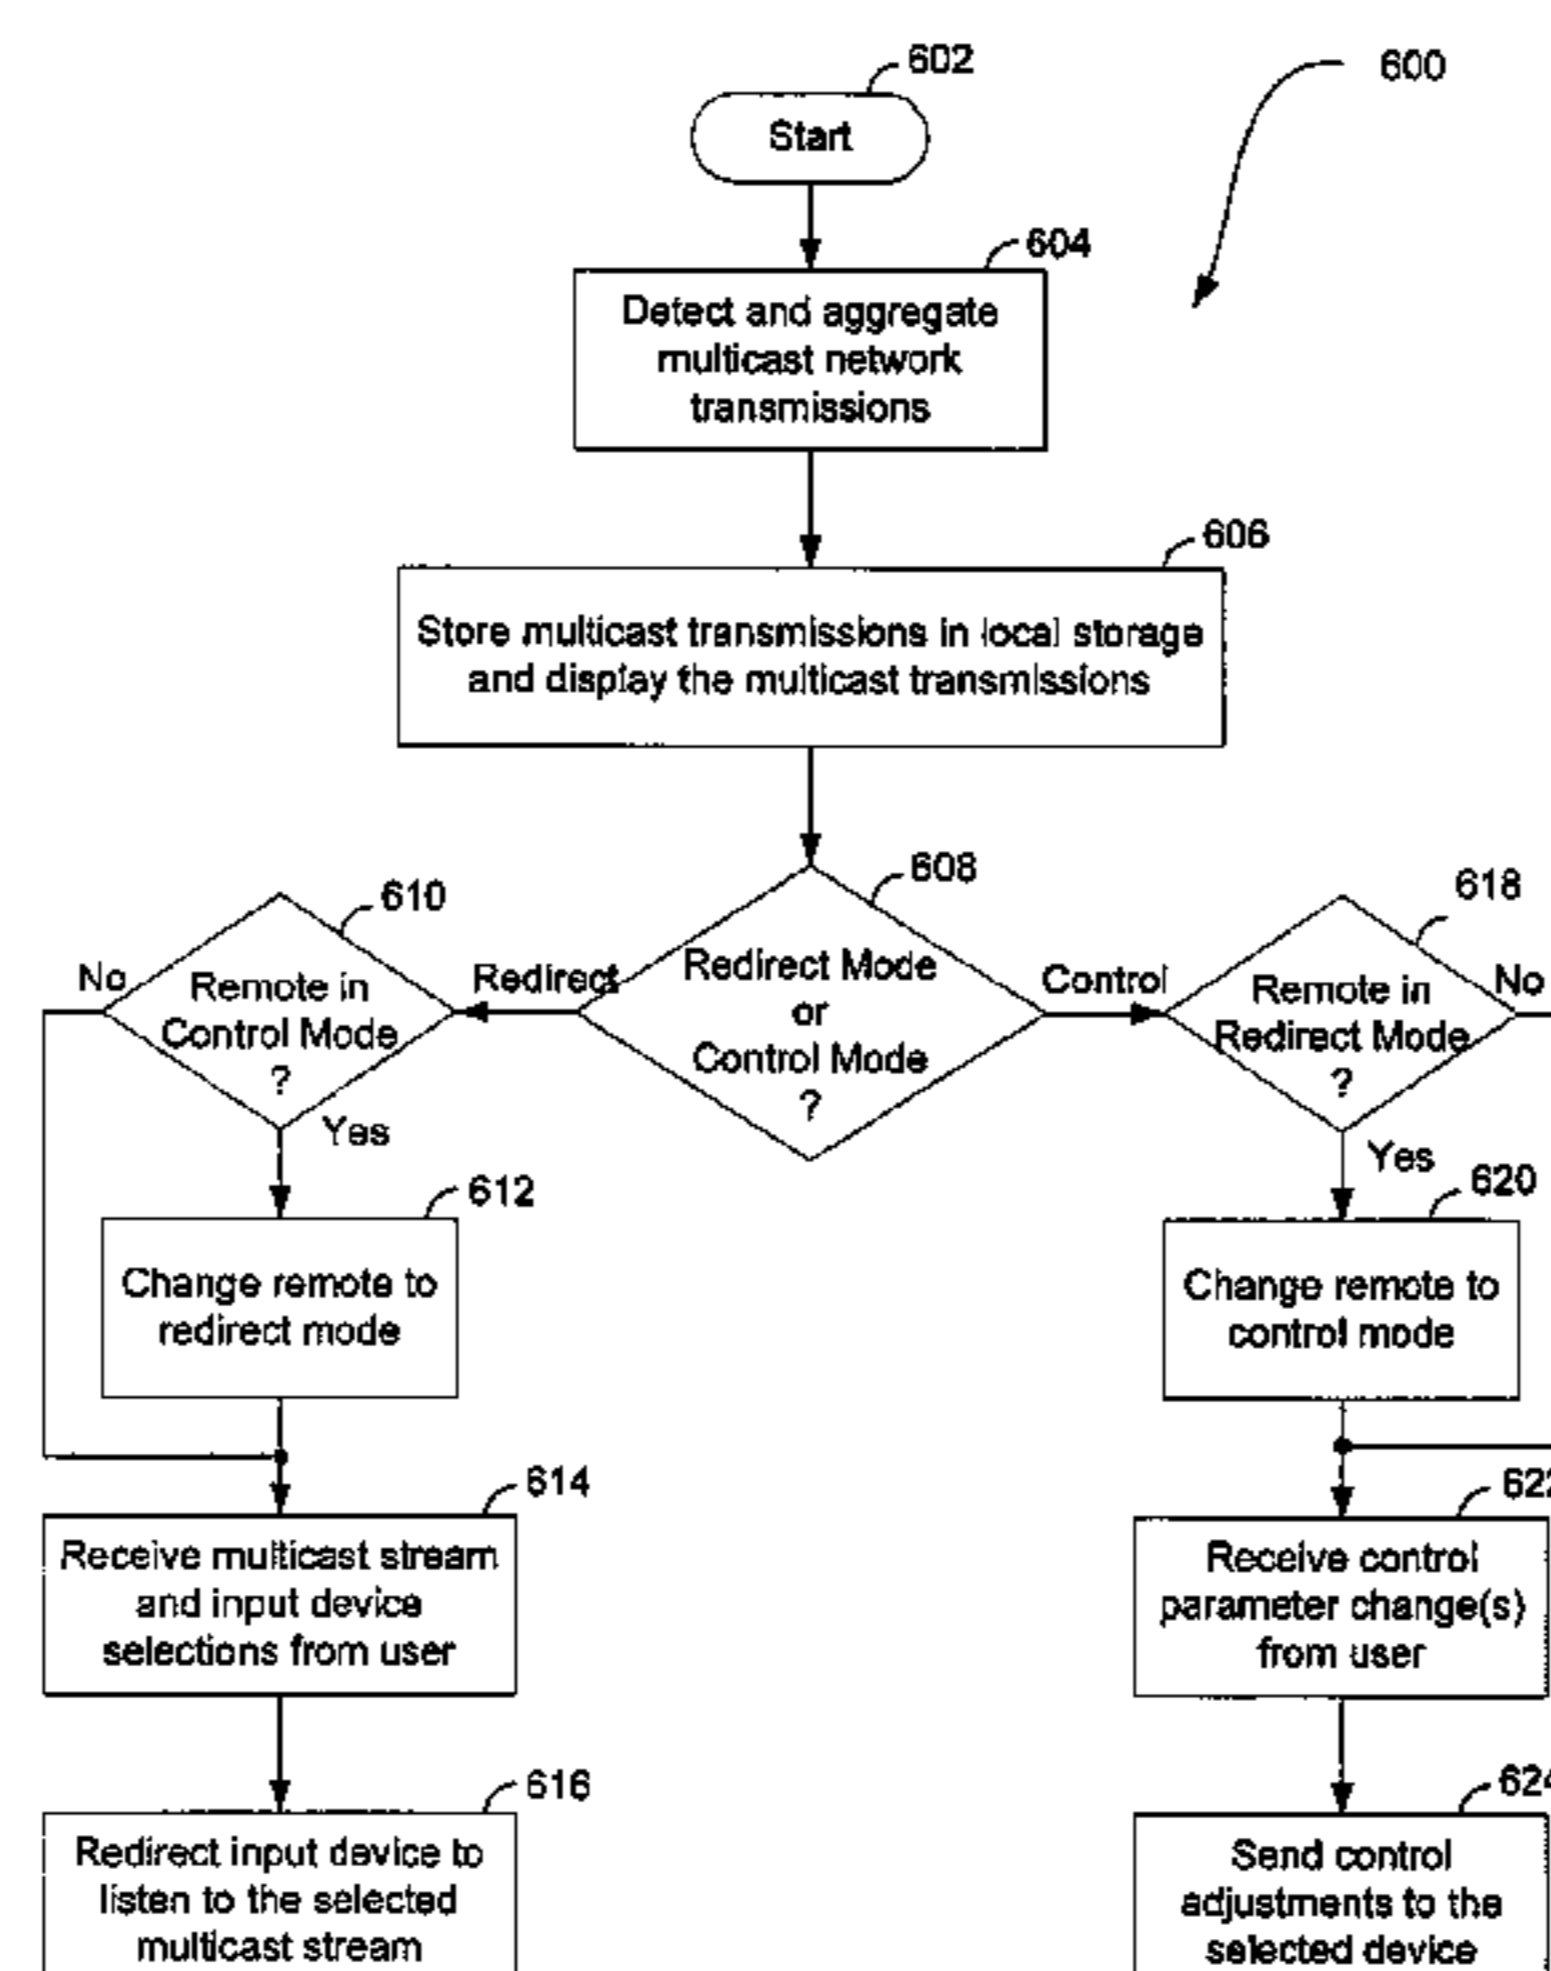 602
600
Start
604
Detect and aggregate
multicast network
transmissions
606
Store multicast transmissions in local storage
and display the multicast transmissions
608
610
618
No
Remote in
Control Mode
?
Redirect
Redirect Mode
or
Control Mode
?
Control
Remote in
Redirect Mode
?
No
Yes
Yes
612
620
Change remote to
redirect mode
Change remote to
control mode
614
622
Receive multicast stream
and input device
selections from user
Receive control
parameter change(s)
from user
616
624
Redirect input device to
listen to the selected
multicast stream
Send control
adjustments to the
selected device